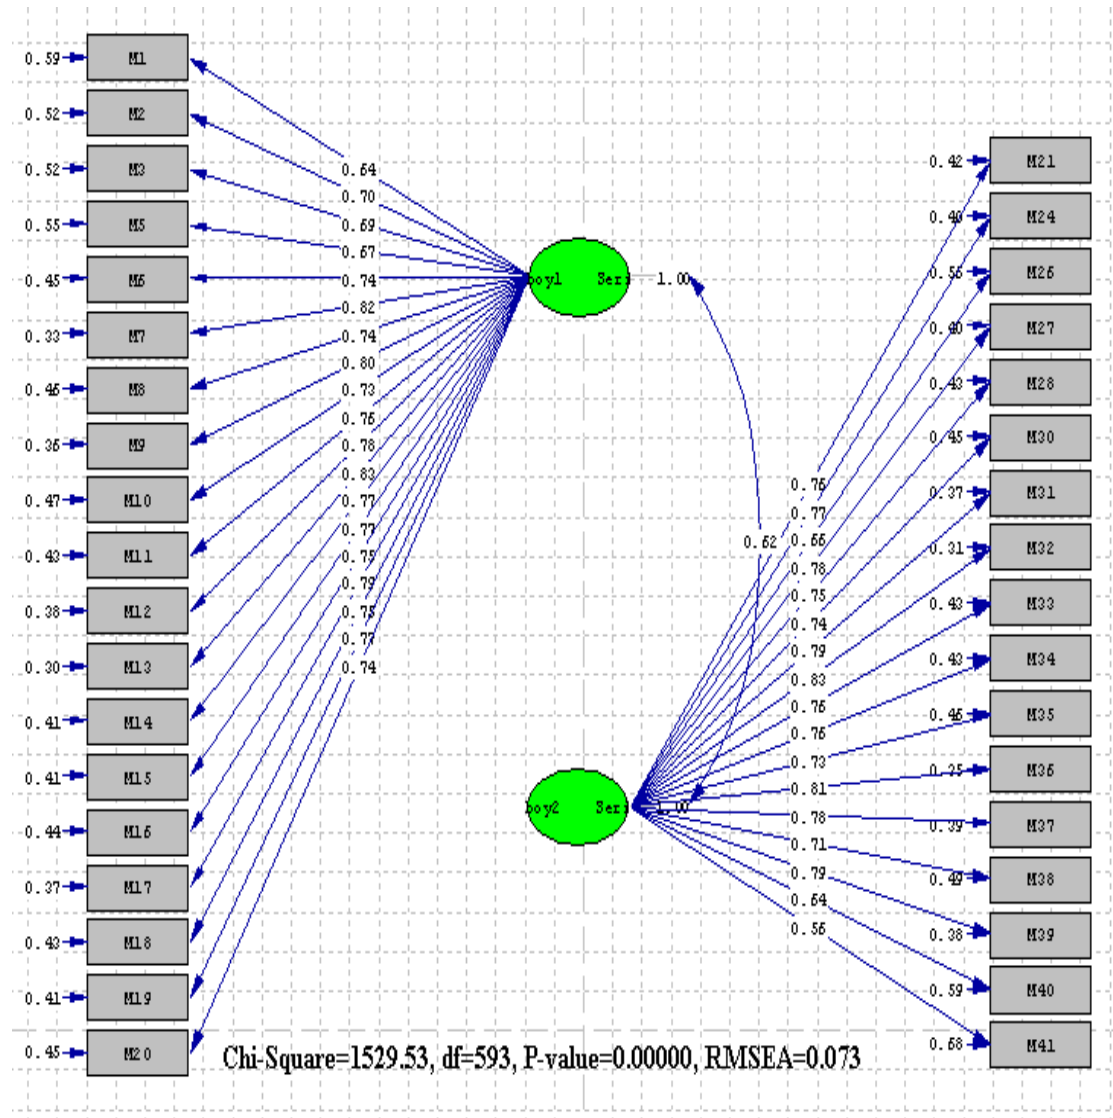 0.59 M1
0.52 M2
0.52 M3
0.55 M5
0.45 M6
0.33 M7
0.46 M8
0.36 M9
0.47 M10
0.43 M11
0.38 M12
0.30 M13
0.41 M14
0.41 M15
0.44 M16
0.37 M17
0.43 M18
0.41 M19
0.45 M20
0.64
0.70
0.69
0.67
0.74
0.82
0.74
0.80
0.73
0.76
0.78
0.83
0.77
0.77
0.75
0.79
0.75
0.77
0.74
boy1 Ser 1.00
0.62
boy2 Ser 1.00
0.76
0.77
0.66
0.78
0.75
0.74
0.79
0.83
0.76
0.76
0.73
0.81
0.78
0.71
0.79
0.64
0.56
0.42 M21
0.40 M24
0.56 M26
0.40 M27
0.43 M28
0.45 M30
0.37 M31
0.31 M32
0.43 M33
0.43 M34
0.46 M35
0.35 M36
0.39 M37
0.49 M38
0.38 M39
0.59 M40
0.68 M41
Chi-Square=1529.53, df=593, P-value=0.00000, RMSEA=0.073